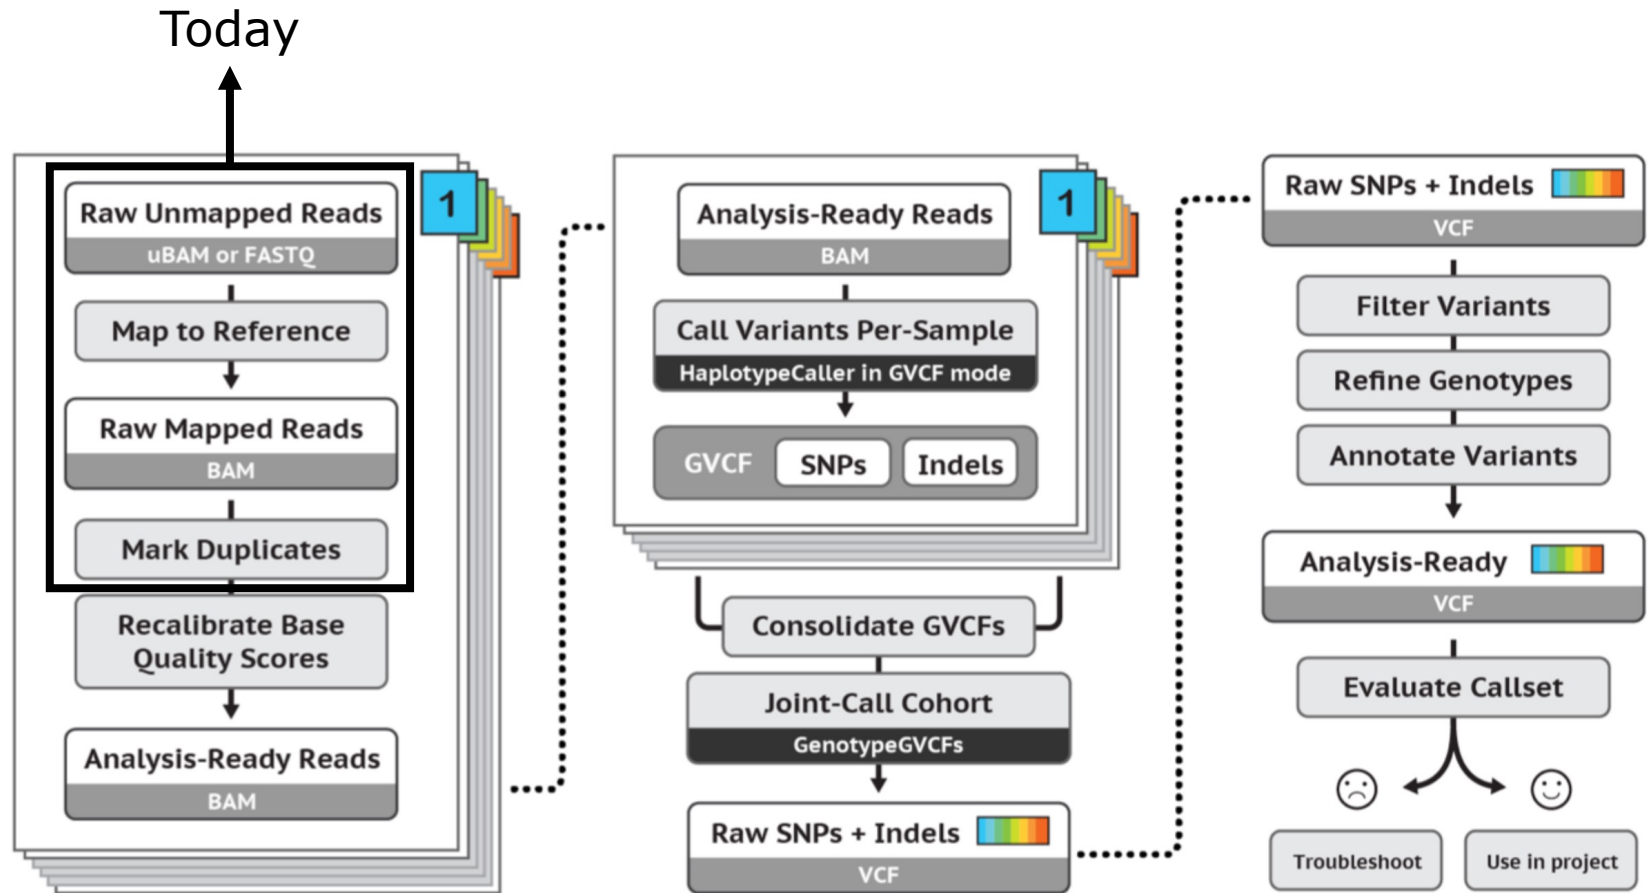 Today
1
Raw Unmapped Reads
uBAM or FASTQ
Map to Reference
Raw Mapped Reads
BAM
Mark Duplicates
Recalibrate Base
Quality Scores
Analysis-Ready Reads
BAM
1
Analysis-Ready Reads
BAM
Call Variants Per-Sample
HaplotypeCaller in GVCF mode
GVCF SNPs Indels
Consolidate GVCFs
Joint-Call Cohort
GenotypeGVCFs
Raw SNPs + Indels
VCF
Raw SNPs + Indels
VCF
Filter Variants
Refine Genotypes
Annotate Variants
Analysis-Ready
VCF
Evaluate Callset
Troubleshoot
Use in project